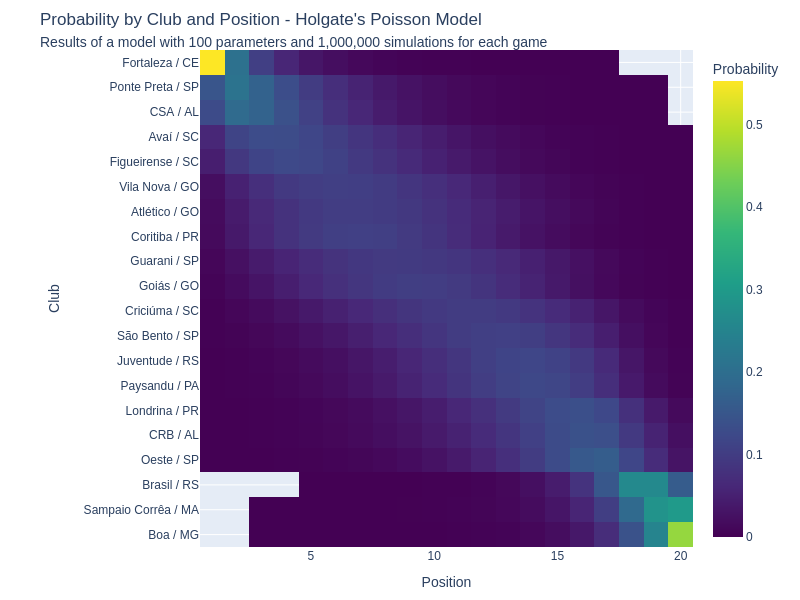 Probability by Club and Position - Holgate's Poisson Model
Results of a model with 100 parameters and 1,000,000 simulations for each game
Probability
Fortaleza / CE
Ponte Preta / SP
CSA / AL
Avaí / SC
Figueirense / SC
Vila Nova / GO
Atlético / GO
Coritiba / PR
Guarani / SP
Goiás / GO
Criciúma / SC
São Bento / SP
Juventude / RS
Paysandu / PA
Londrina / PR
CRB / AL
Oeste / SP
Brasil / RS
Sampaio Corrêa / MA
Boa / MG
Club
5
10
15
20
Position
0.5
0.4
0.3
0.2
0.1
0